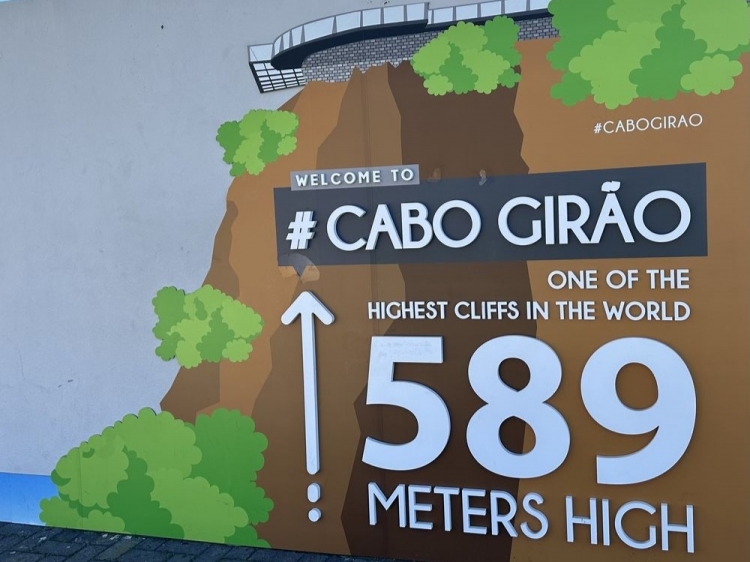 #CABOGIRAO
WELCOME TO
# CABO GIRÃO
ONE OF THE
HIGHEST CLIFFS IN THE WORLD
589
METERS HIGH